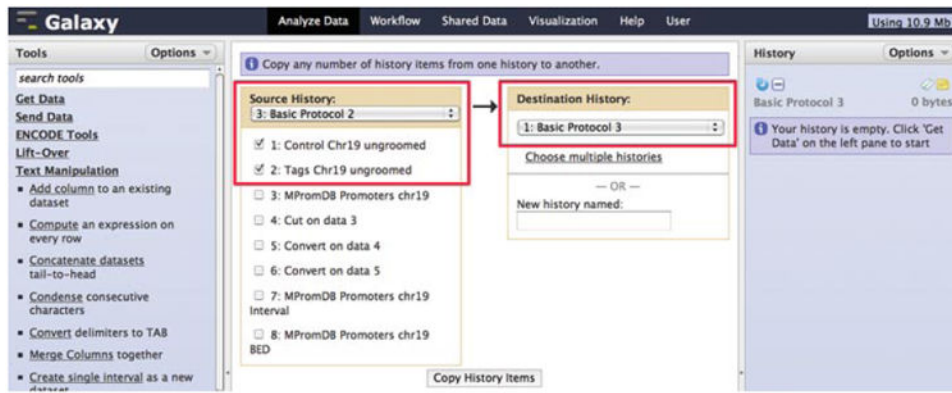 Galaxy
Analyze Data Workflow Shared Data Visualization Help User
Using 10.9 Mb
Tools
Options
search tools
Get Data
Send Data
ENCODE Tools
Lift-Over
Text Manipulation
Add column to an existing
dataset
Compute an expression on
every row
Concatenate datasets
tail-to-head
Condense consecutive
characters
Convert delimiters to TAB
Merge Columns together
Create single interval as a new
dataset
Copy any number of history items from one history to another.
Source History:
3: Basic Protocol 2
1: Control Chr19 ungroomed
2: Tags Chr19 ungroomed
3: MPromDB Promoters chr19
4: Cut on data 3
5: Convert on data 4
6: Convert on data 5
7: MPromDB Promoters chr19
Interval
8: MPromDB Promoters chr19
BED
Destination History:
1: Basic Protocol 3
Choose multiple histories
— OR —
New history named:
Copy History Items
History
Options
Basic Protocol 3
0 bytes
Your history is empty. Click 'Get
Data' on the left pane to start